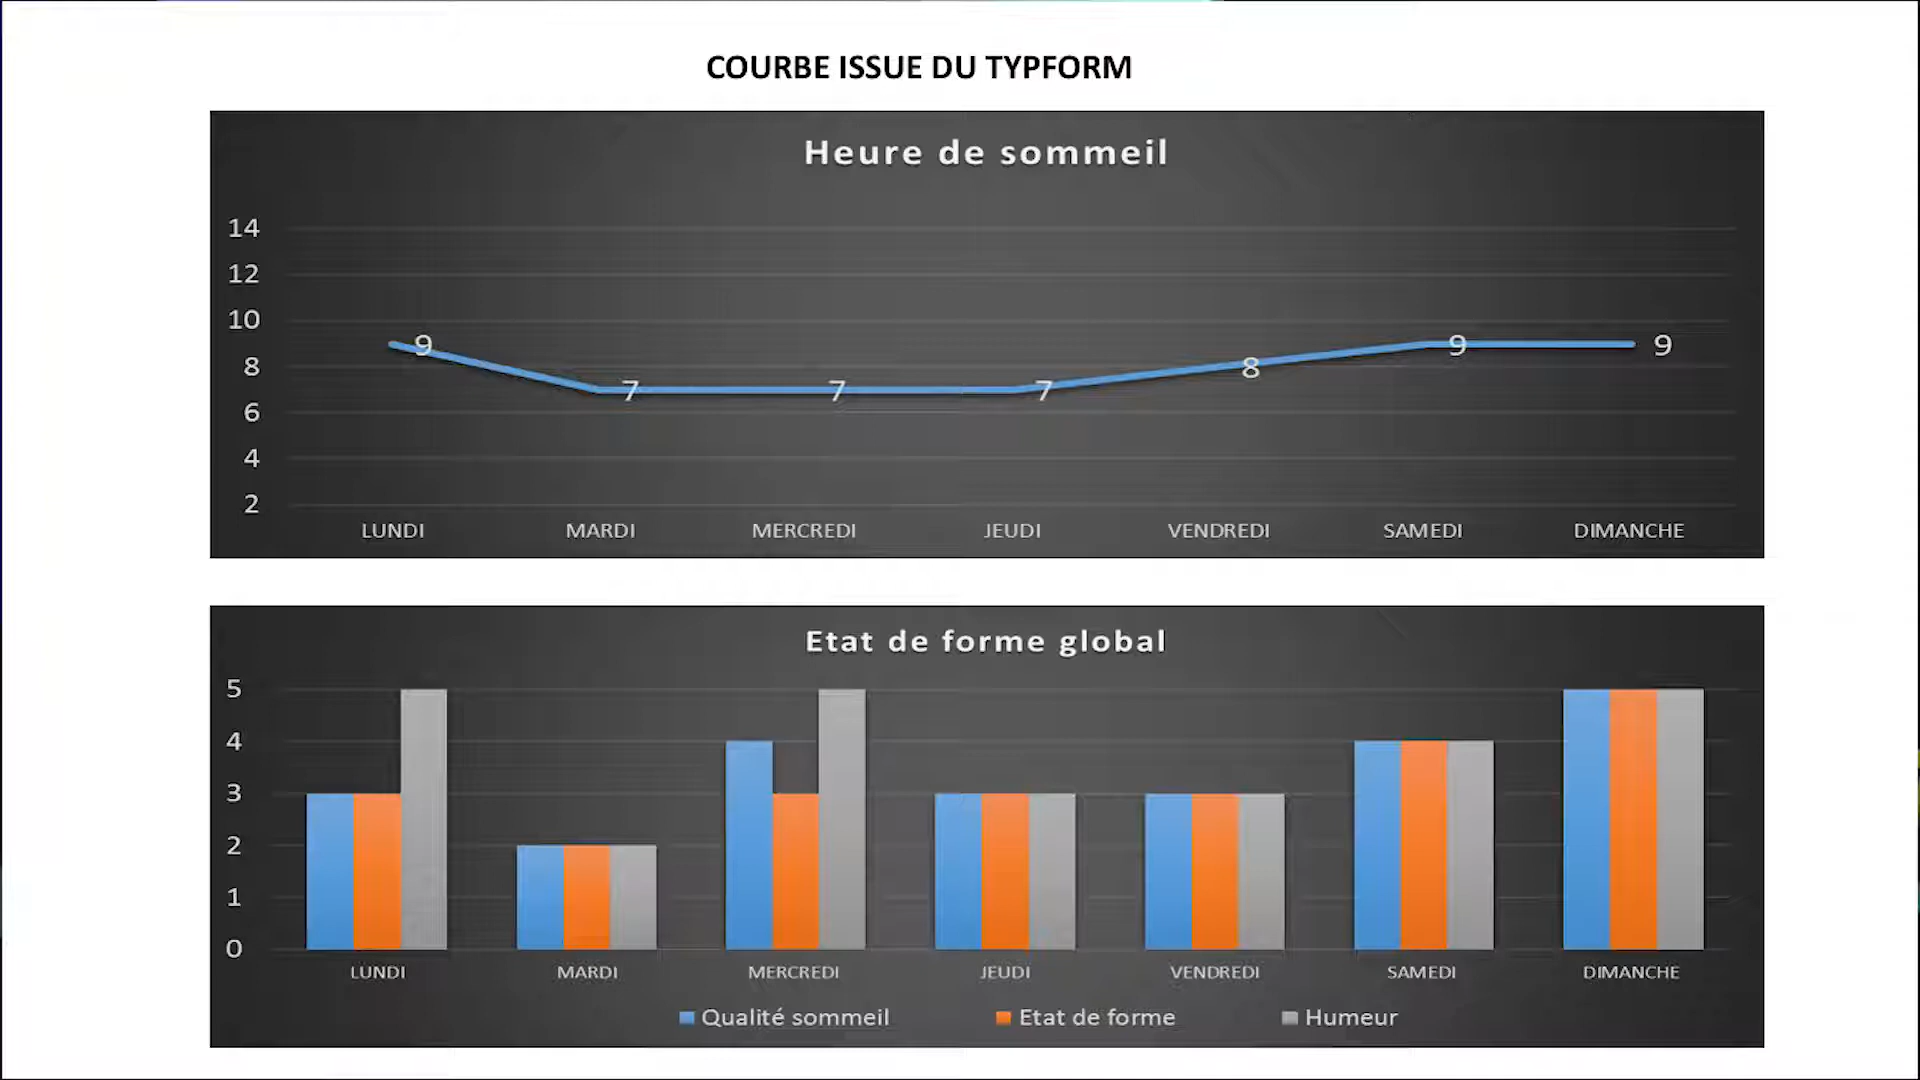 COURBE ISSUE DU TYPFORM
Heure de sommeil
14
12
10
8
6
4
2
9 7 7 7 8 9 9
LUNDI MARDI MERCREDI JEUDI VENDREDI SAMEDI DIMANCHE
Etat de forme global
5
4
3
2
1
0
LUNDI MARDI MERCREDI JEUDI VENDREDI SAMEDI DIMANCHE
Qualité sommeil Etat de forme Humeur